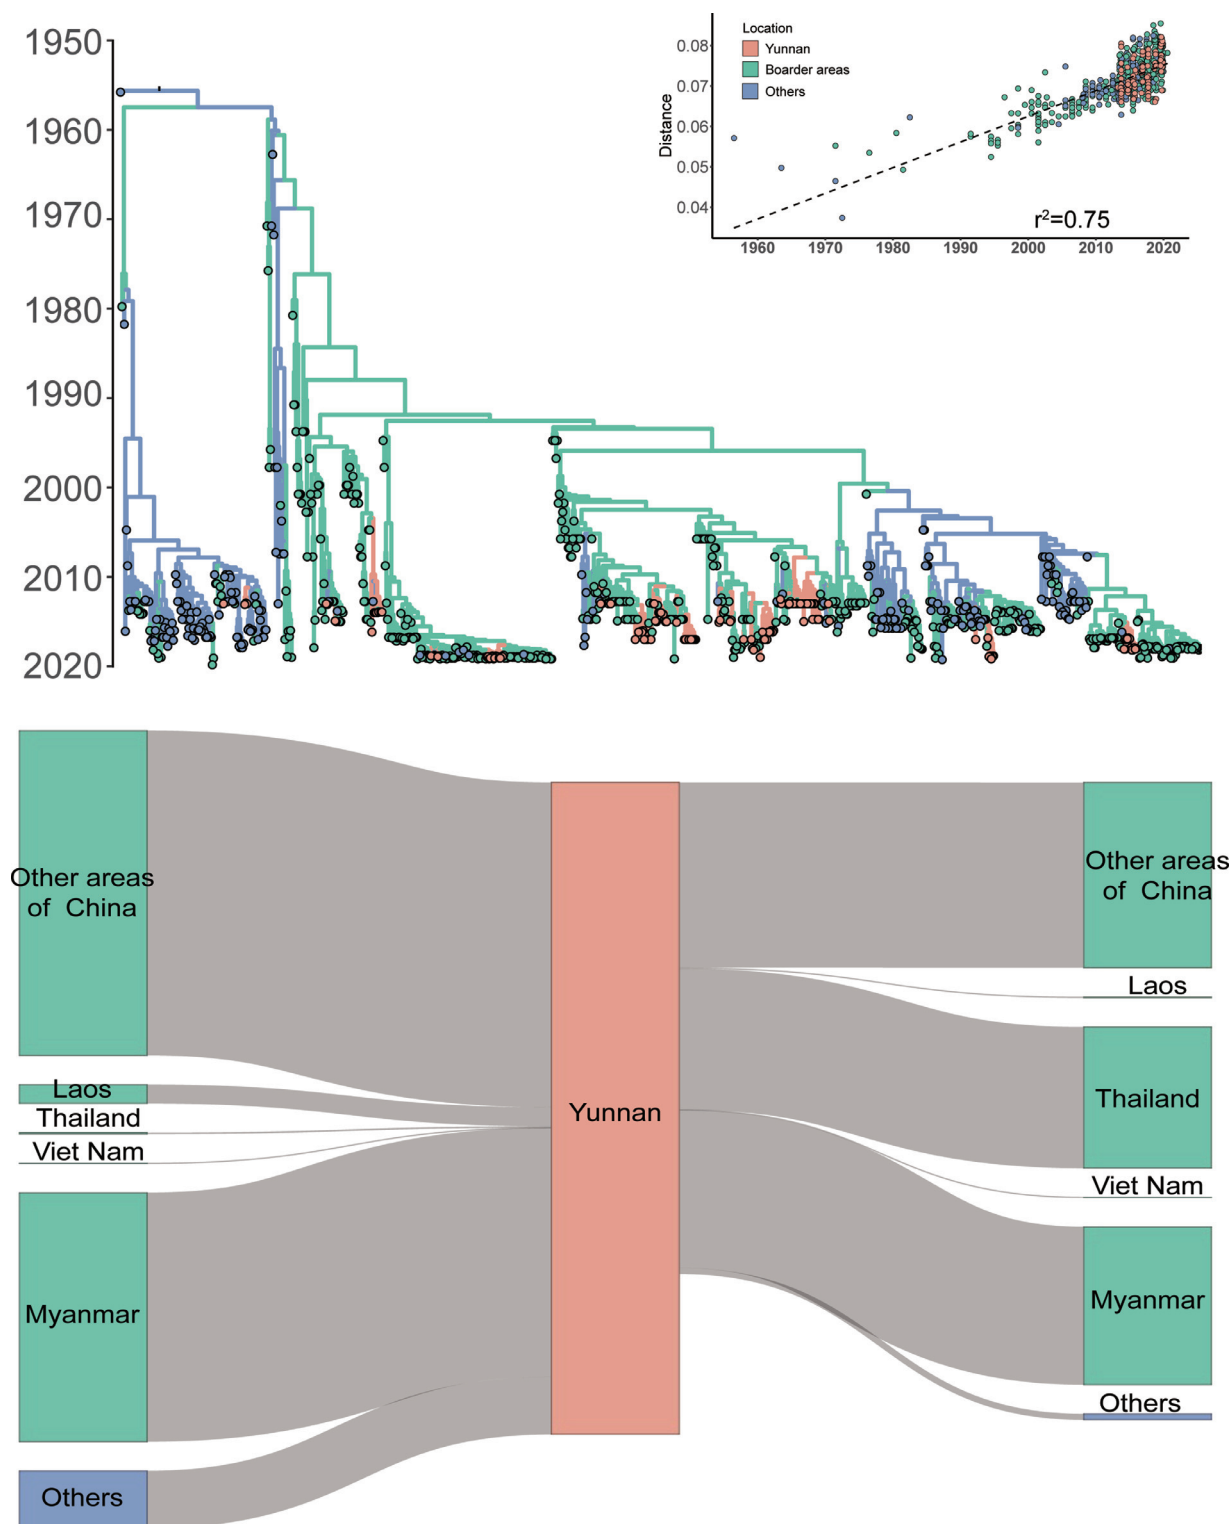 1950
1960
1970
1980
1990
2000
2010
2020
Location
Yunnan
Boarder areas
Others
Distance
0.08
0.07
0.06
0.05
0.04
r²=0.75
1960 1970 1980 1990 2000 2010 2020
Other areas
of China
Laos
Thailand
Viet Nam
Myanmar
Others
Yunnan
Other areas
of China
Laos
Thailand
Viet Nam
Myanmar
Others